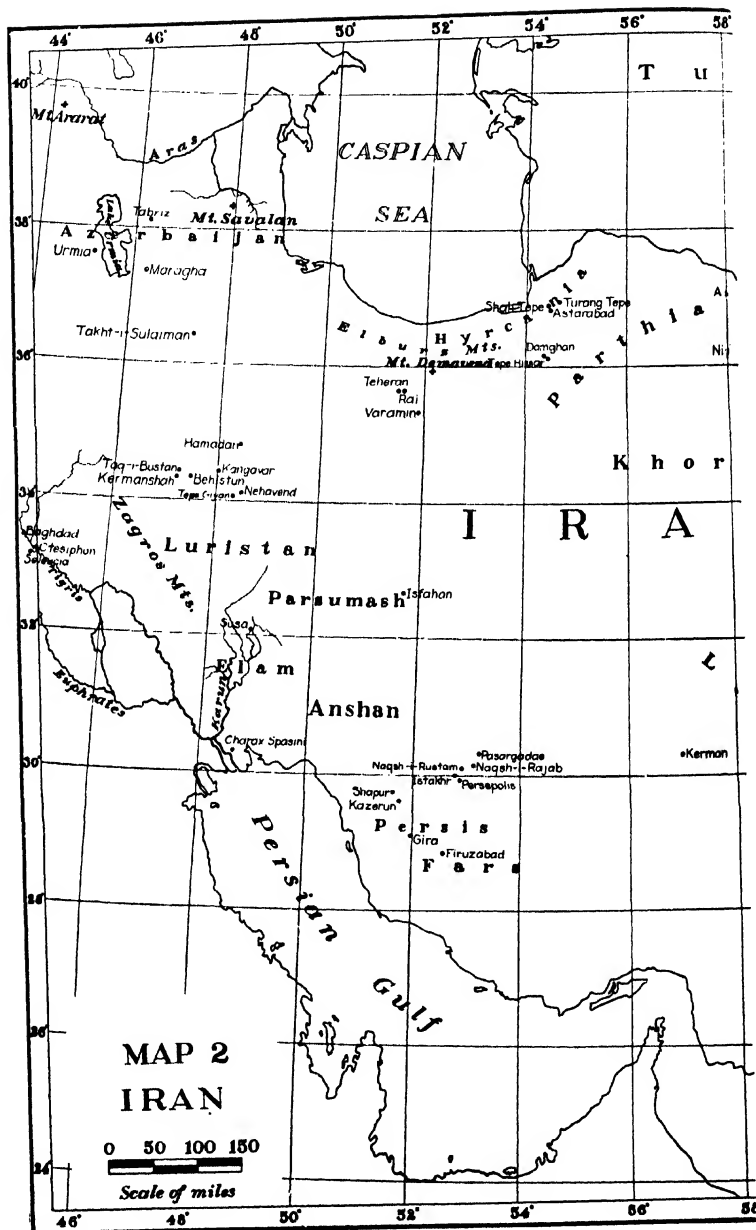 44° 46° 48° 50° 52° 54° 56° 58°
40°
T u
Mt. Ararat
Aras
CASPIAN
SEA
38°
Tabriz
Mt. Savalan
Azerbaijan
Lake Urmia
Urmia
Maragha
Shah Tepe
Turang Tepe
Astarabad
A
Hyrcania
Elburz Mts.
Parthia
Takht-i-Sulaiman
36°
Mt. Demavend
Damghan
Tepe Hissar
Ni
Teheran
Rai
Varamin
Hamadan
Khor
Taq-i-Bustan
Kangavar
Kermanshah
Behistun
Nehavend
34°
I R A
Zagros Mts.
Baghdad
Ctesiphon
Seleucia
Tigris
Luristan
Parsumash
Isfahan
32°
Susa
Elam
L
Karun
Euphrates
Anshan
Charax Spasini
Pasargadae
Kerman
30°
Naqsh-i-Rustam
Naqsh-i-Rajab
Istakhr
Persepolis
Shapur
Kazerun
Persis
Gira
Firuzabad
Fars
28°
Persian Gulf
26°
MAP 2
IRAN
0 50 100 150
Scale of miles
24°
46° 48° 50° 52° 54° 56°